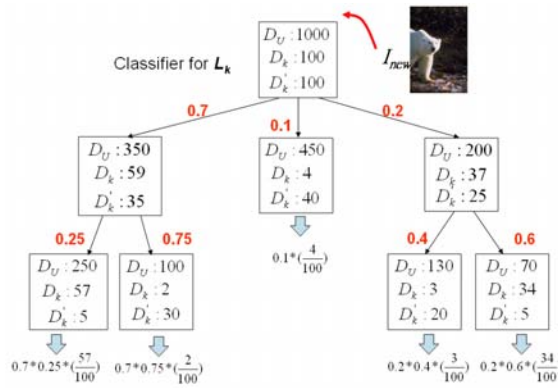 Classifier for L_k
D_U : 1000
D_k : 100
D'_k : 100
I_new
0.7
0.1
0.2
D_U : 350
D_k : 59
D'_k : 35
D_U : 450
D_k : 4
D'_k : 40
D_U : 200
D_k : 37
D'_k : 25
0.25
0.75
0.4
0.6
0.1*(4/100)
D_U : 250
D_k : 57
D'_k : 5
D_U : 100
D_k : 2
D'_k : 30
D_U : 130
D_k : 3
D'_k : 20
D_U : 70
D_k : 34
D'_k : 5
0.7*0.25*(57/100)
0.7*0.75*(2/100)
0.2*0.4*(3/100)
0.2*0.6*(34/100)